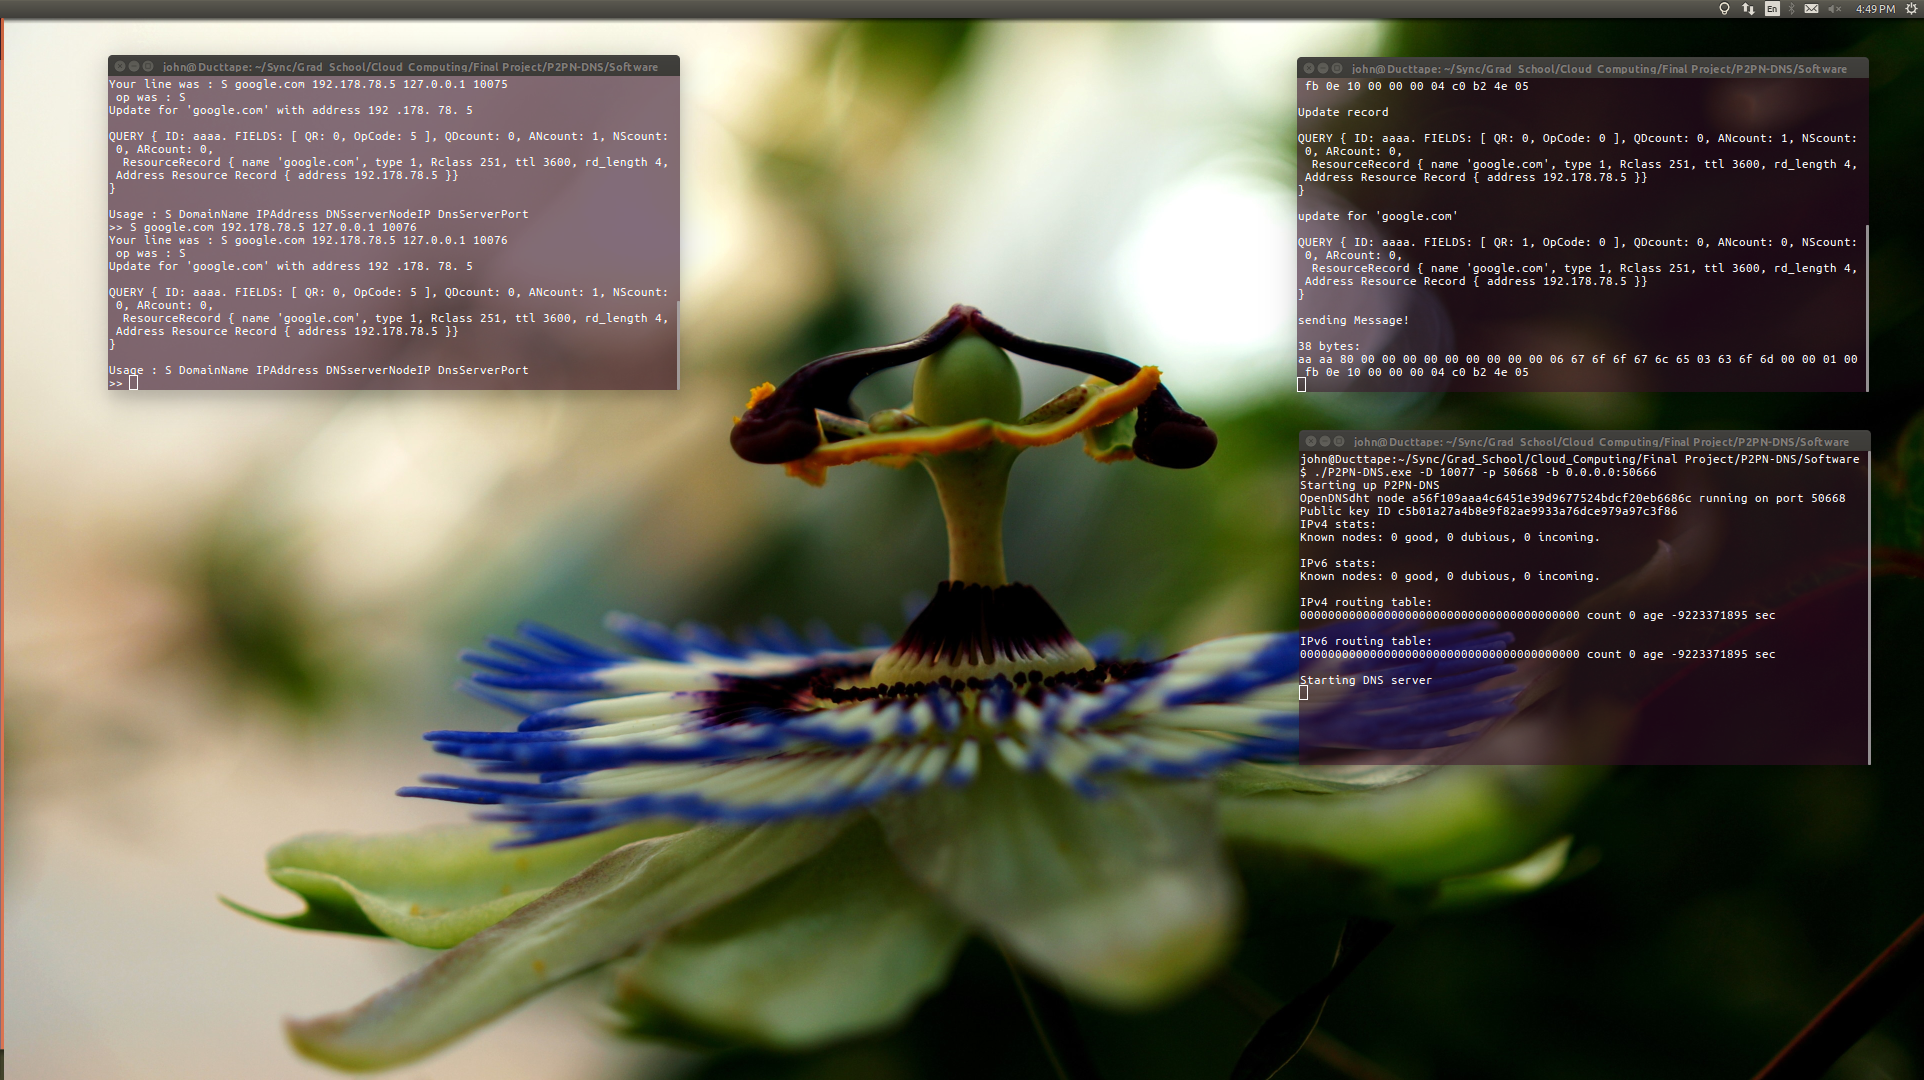 En 4:49 PM
john@Ducttape: ~/Sync/Grad_School/Cloud_Computing/Final Project/P2PN-DNS/Software
Your line was : S google.com 192.178.78.5 127.0.0.1 10075
 op was : S
Update for 'google.com' with address 192 .178. 78. 5
QUERY { ID: aaaa. FIELDS: [ QR: 0, OpCode: 5 ], QDcount: 0, ANcount: 1, NScount:
 0, ARcount: 0,
  ResourceRecord { name 'google.com', type 1, Rclass 251, ttl 3600, rd_length 4,
 Address Resource Record { address 192.178.78.5 }}
}
Usage : S DomainName IPAddress DNSserverNodeIP DnsServerPort
>> S google.com 192.178.78.5 127.0.0.1 10076
Your line was : S google.com 192.178.78.5 127.0.0.1 10076
 op was : S
Update for 'google.com' with address 192 .178. 78. 5
QUERY { ID: aaaa. FIELDS: [ QR: 0, OpCode: 5 ], QDcount: 0, ANcount: 1, NScount:
 0, ARcount: 0,
  ResourceRecord { name 'google.com', type 1, Rclass 251, ttl 3600, rd_length 4,
 Address Resource Record { address 192.178.78.5 }}
}
Usage : S DomainName IPAddress DNSserverNodeIP DnsServerPort
>>
john@Ducttape: ~/Sync/Grad_School/Cloud_Computing/Final Project/P2PN-DNS/Software
 fb 0e 10 00 00 00 04 c0 b2 4e 05
Update record
QUERY { ID: aaaa. FIELDS: [ QR: 0, OpCode: 0 ], QDcount: 0, ANcount: 1, NScount:
 0, ARcount: 0,
  ResourceRecord { name 'google.com', type 1, Rclass 251, ttl 3600, rd_length 4,
 Address Resource Record { address 192.178.78.5 }}
}
update for 'google.com'
QUERY { ID: aaaa. FIELDS: [ QR: 1, OpCode: 0 ], QDcount: 0, ANcount: 0, NScount:
 0, ARcount: 0,
  ResourceRecord { name 'google.com', type 1, Rclass 251, ttl 3600, rd_length 4,
 Address Resource Record { address 192.178.78.5 }}
}
sending Message!
38 bytes:
aa aa 80 00 00 00 00 00 00 00 00 00 06 67 6f 6f 67 6c 65 03 63 6f 6d 00 00 01 00
 fb 0e 10 00 00 00 04 c0 b2 4e 05
john@Ducttape: ~/Sync/Grad_School/Cloud_Computing/Final Project/P2PN-DNS/Software
john@Ducttape:~/Sync/Grad_School/Cloud_Computing/Final Project/P2PN-DNS/Software
$ ./P2PN-DNS.exe -D 10077 -p 50668 -b 0.0.0.0:50666
Starting up P2PN-DNS
OpenDNSdht node a56f109aaa4c6451e39d9677524bdcf20eb6686c running on port 50668
Public key ID c5b01a27a4b8e9f82ae9933a76dce979a97c3f86
IPv4 stats:
Known nodes: 0 good, 0 dubious, 0 incoming.
IPv6 stats:
Known nodes: 0 good, 0 dubious, 0 incoming.
IPv4 routing table:
0000000000000000000000000000000000000000 count 0 age -9223371895 sec
IPv6 routing table:
0000000000000000000000000000000000000000 count 0 age -9223371895 sec
Starting DNS server